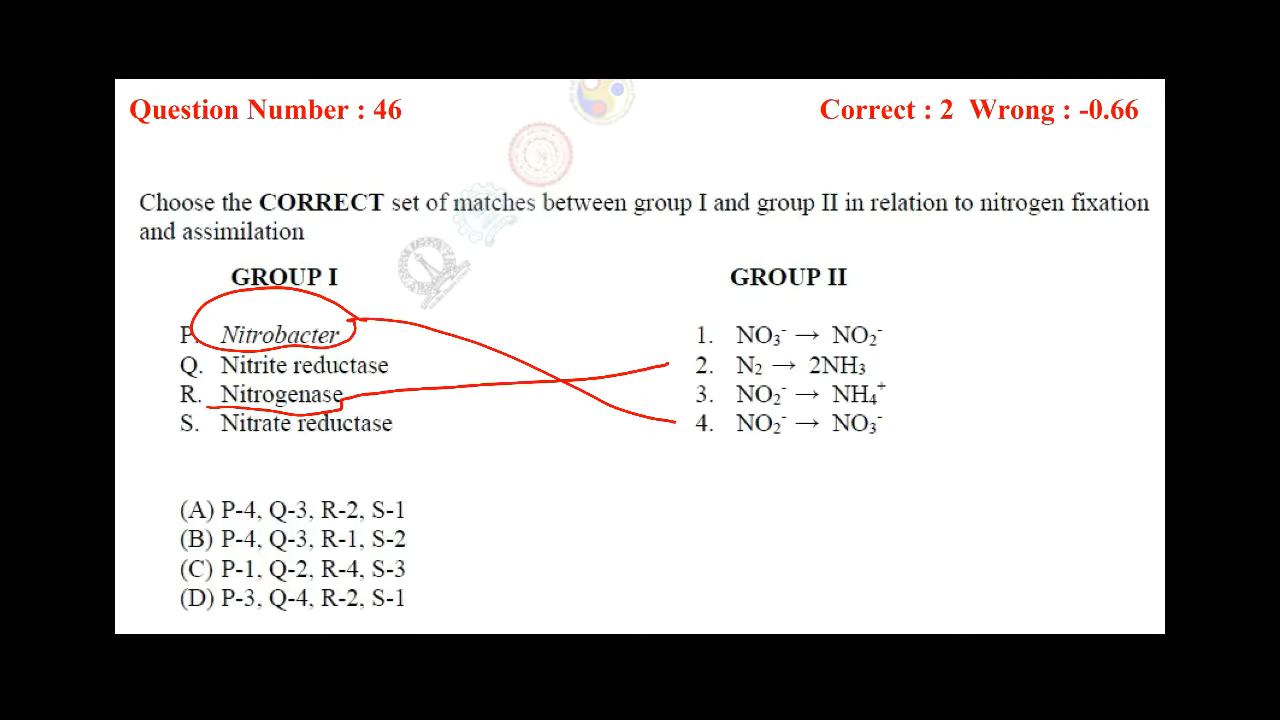 Question Number : 46 Correct : 2 Wrong : -0.66
Choose the CORRECT set of matches between group I and group II in relation to nitrogen fixation
and assimilation
GROUP I GROUP II
P. Nitrobacter 1. NO₃⁻ → NO₂⁻
Q. Nitrite reductase 2. N₂ → 2NH₃
R. Nitrogenase 3. NO₂⁻ → NH₄⁺
S. Nitrate reductase 4. NO₂⁻ → NO₃⁻
(A) P-4, Q-3, R-2, S-1
(B) P-4, Q-3, R-1, S-2
(C) P-1, Q-2, R-4, S-3
(D) P-3, Q-4, R-2, S-1